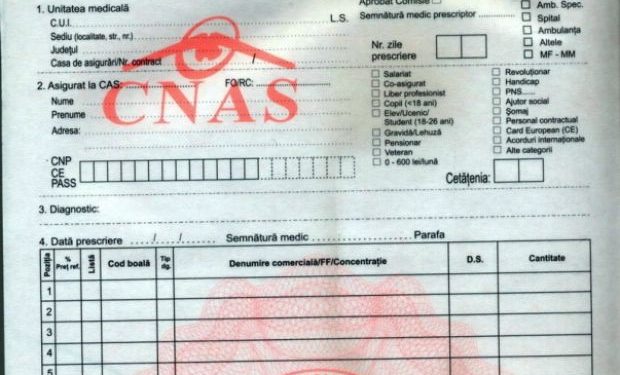 1. Unitatea medicală
C.U.I. L.S.
Sediu (localitate, str., nr.)
Județul
Casa de asigurări/Nr. contract /
Aprobat Comisie
Semnătură medic prescriptor
Nr. zile
prescriere
Amb. Spec.
Spital
Ambulanța
Altele
MF - MM
CNAS
2. Asigurat la CAS: FO/RC:
Nume
Prenume
Adresa:
CNP
CE
PASS
Salariat
Co-asigurat
Liber profesionist
Copil (<18 ani)
Elev/Ucenic/
Student (18-26 ani)
Gravidă/Lehuză
Pensionar
Veteran
0 - 600 lei/lună
Revoluționar
Handicap
PNS
Ajutor social
Șomaj
Personal contractual
Card European (CE)
Acorduri internaționale
Alte categorii
Cetățenia:
3. Diagnostic:
4. Dată prescriere / / Semnătură medic Parafa
Poziția % Preț ref. Listă Cod boală Tip dg. Denumire comercială/FF/Concentrație D.S. Cantitate
1
2
3
4
5